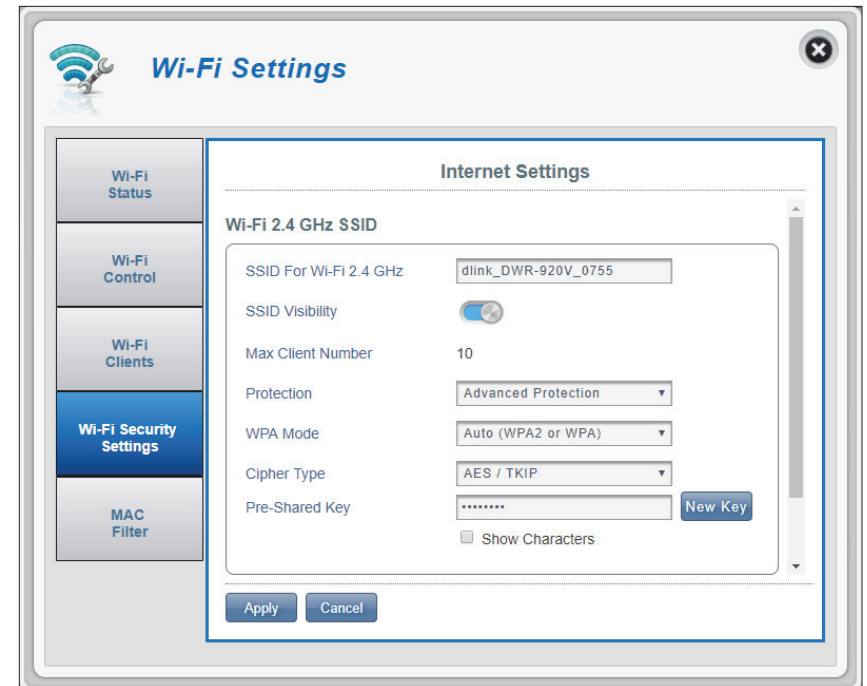 Wi-Fi Settings
Wi-Fi
Status
Wi-Fi
Control
Wi-Fi
Clients
Wi-Fi Security
Settings
MAC
Filter
Internet Settings
Wi-Fi 2.4 GHz SSID
SSID For Wi-Fi 2.4 GHz dlink_DWR-920V_0755
SSID Visibility
Max Client Number 10
Protection Advanced Protection
WPA Mode Auto (WPA2 or WPA)
Cipher Type AES / TKIP
Pre-Shared Key •••••••• New Key
Show Characters
Apply Cancel